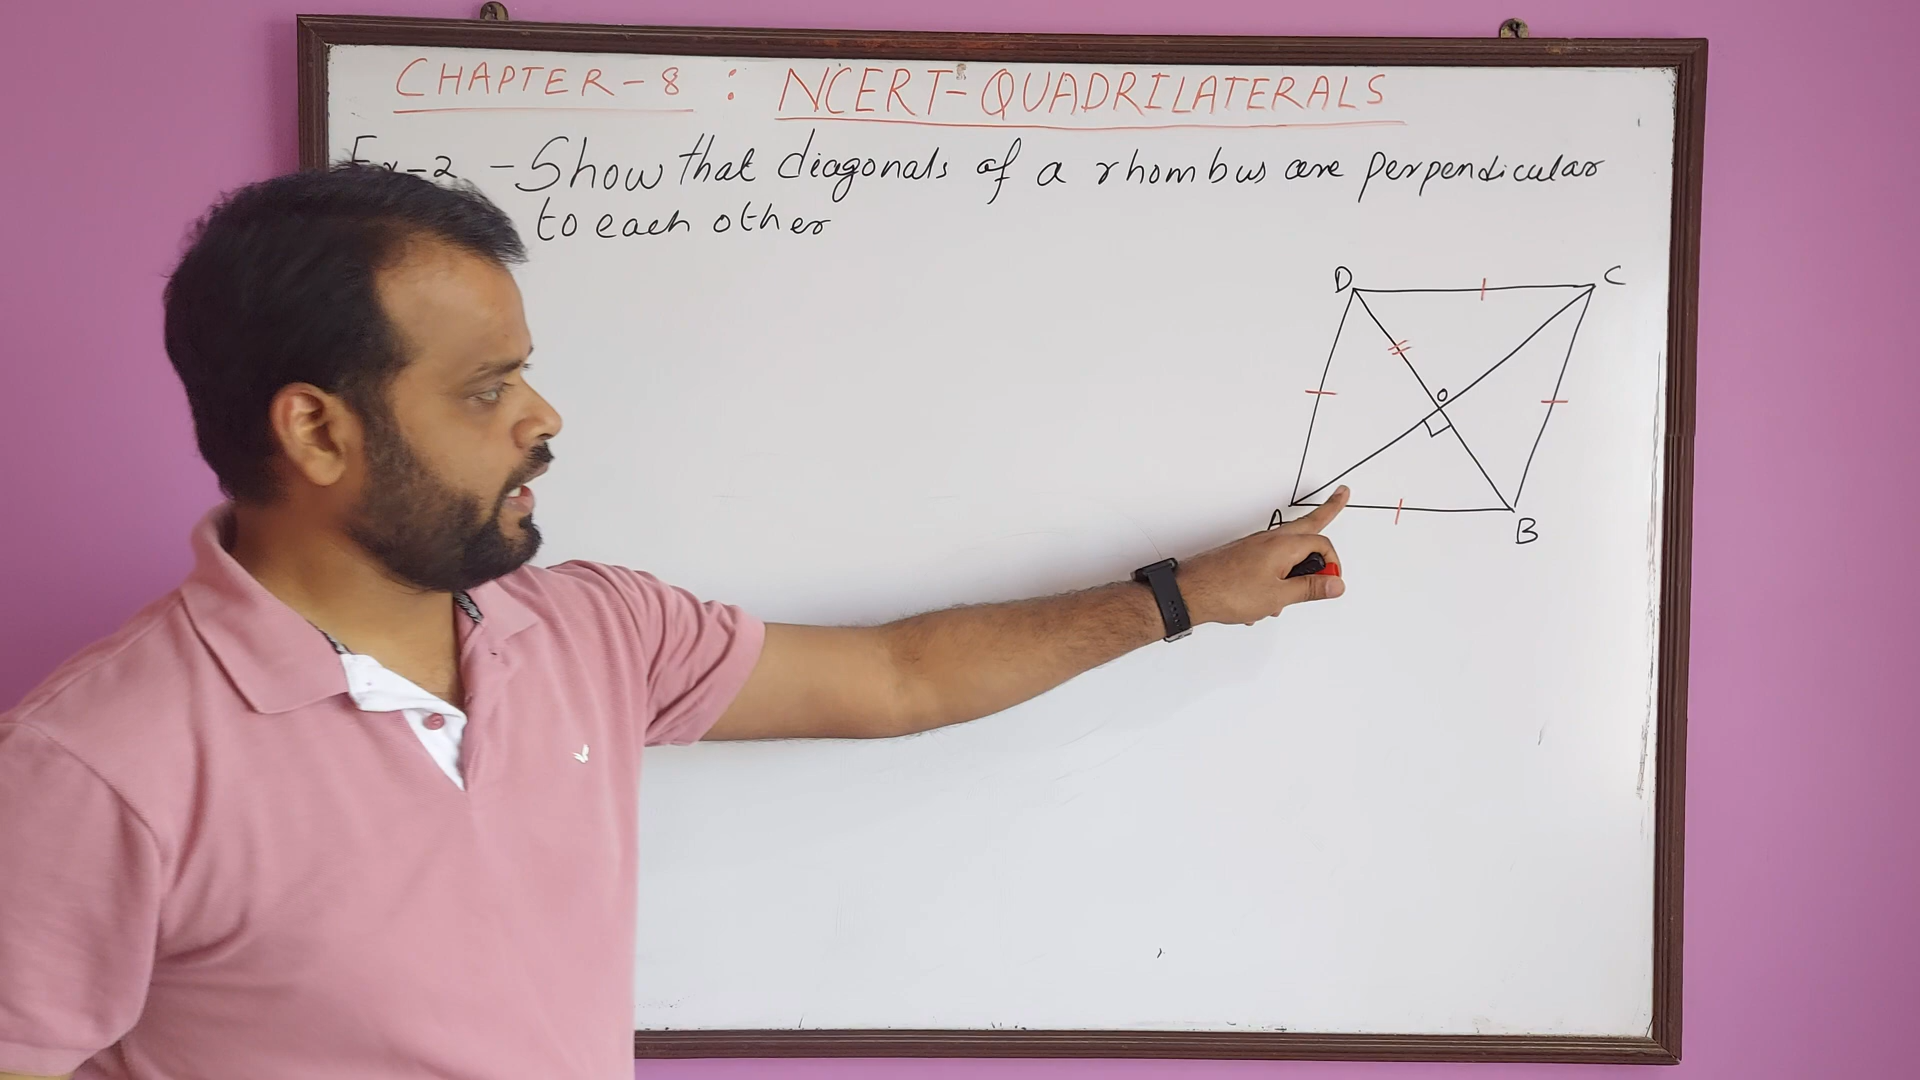 CHAPTER-8 : NCERT-QUADRILATERALS
Ex-2 - Show that diagonals of a rhombus are perpendicular
to each other
D C
O
A B